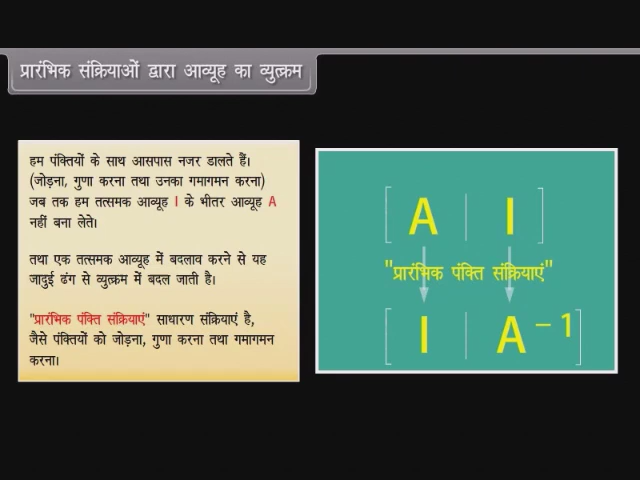 प्रारंभिक संक्रियाओं द्वारा आव्यूह का व्युत्क्रम
हम पंक्तियों के साथ आसपास नजर डालते हैं।
(जोड़ना, गुणा करना तथा उनका गमागमन करना)
जब तक हम तत्समक आव्यूह I के भीतर आव्यूह A
नहीं बना लेते।
तथा एक तत्समक आव्यूह में बदलाव करने से यह
जादुई ढंग से व्युत्क्रम में बदल जाती है।
"प्रारंभिक पंक्ति संक्रियाएं" साधारण संक्रियाएं है,
जैसे पंक्तियों को जोड़ना, गुणा करना तथा गमागमन
करना।
[ A | I ]
"प्रारंभिक पंक्ति संक्रियाएं"
[ I | A⁻¹ ]